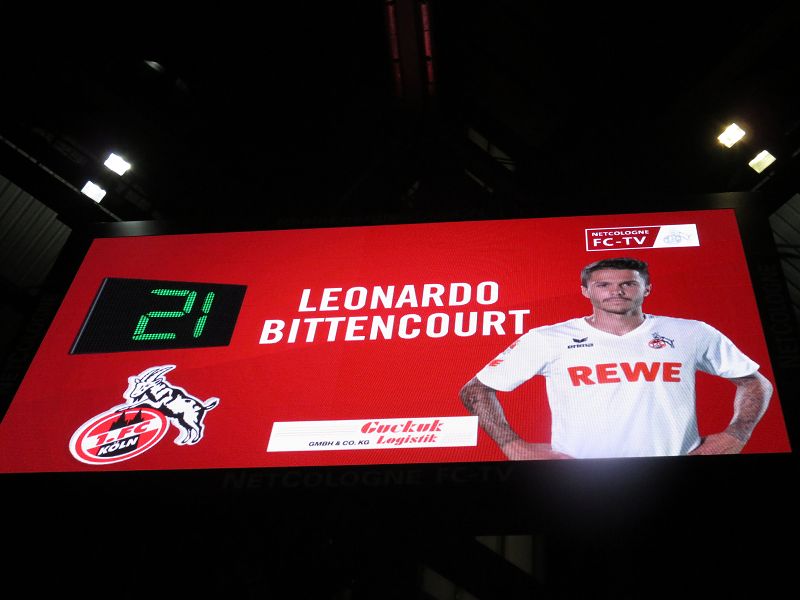 NETCOLOGNE
FC-TV
21
LEONARDO
BITTENCOURT
erima
REWE
1.FC
KÖLN
Guckuk
GMBH & CO. KG Logistik
NETCOLOGNE FC-TV